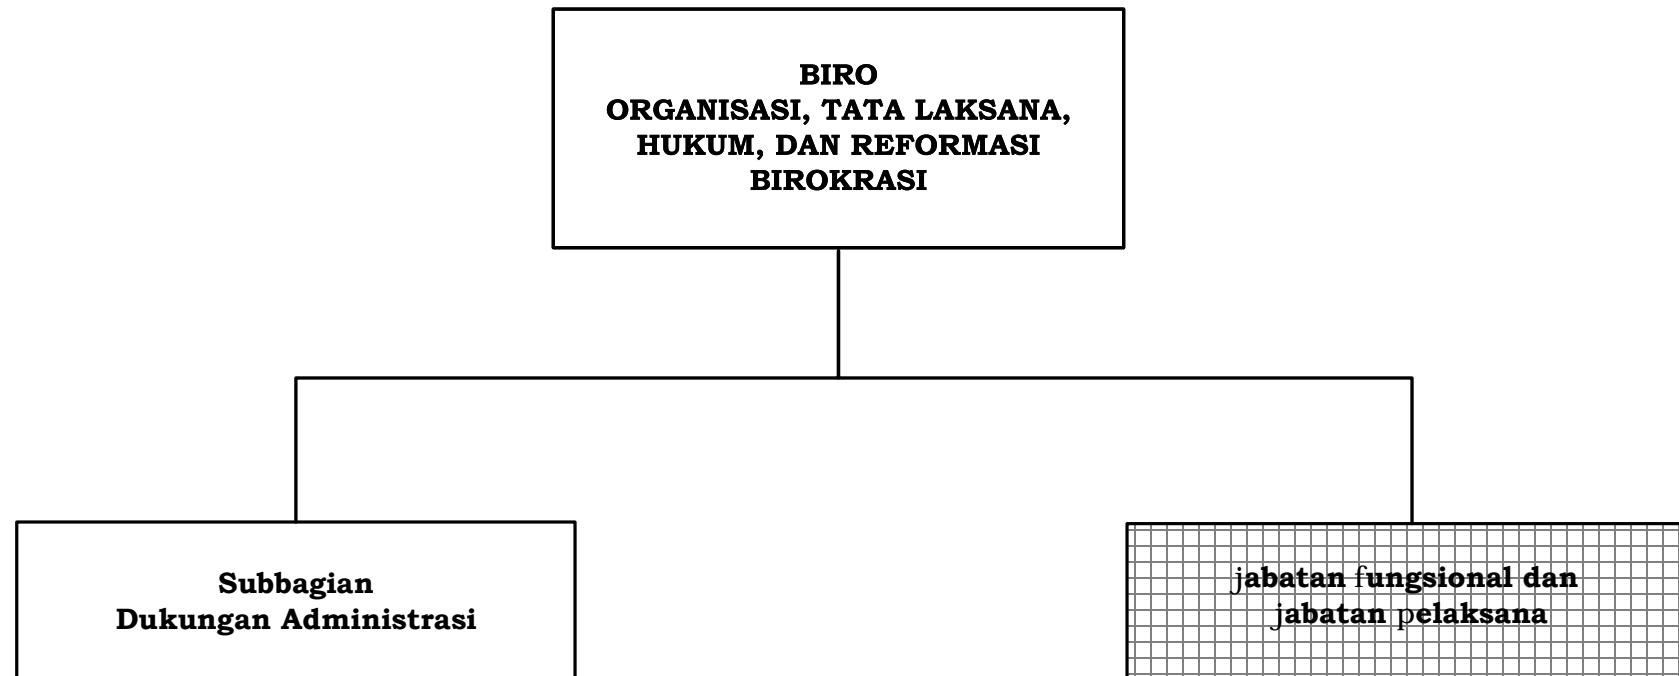 BIRO
ORGANISASI, TATA LAKSANA,
HUKUM, DAN REFORMASI
BIROKRASI
Subbagian
Dukungan Administrasi
jabatan fungsional dan
jabatan pelaksana